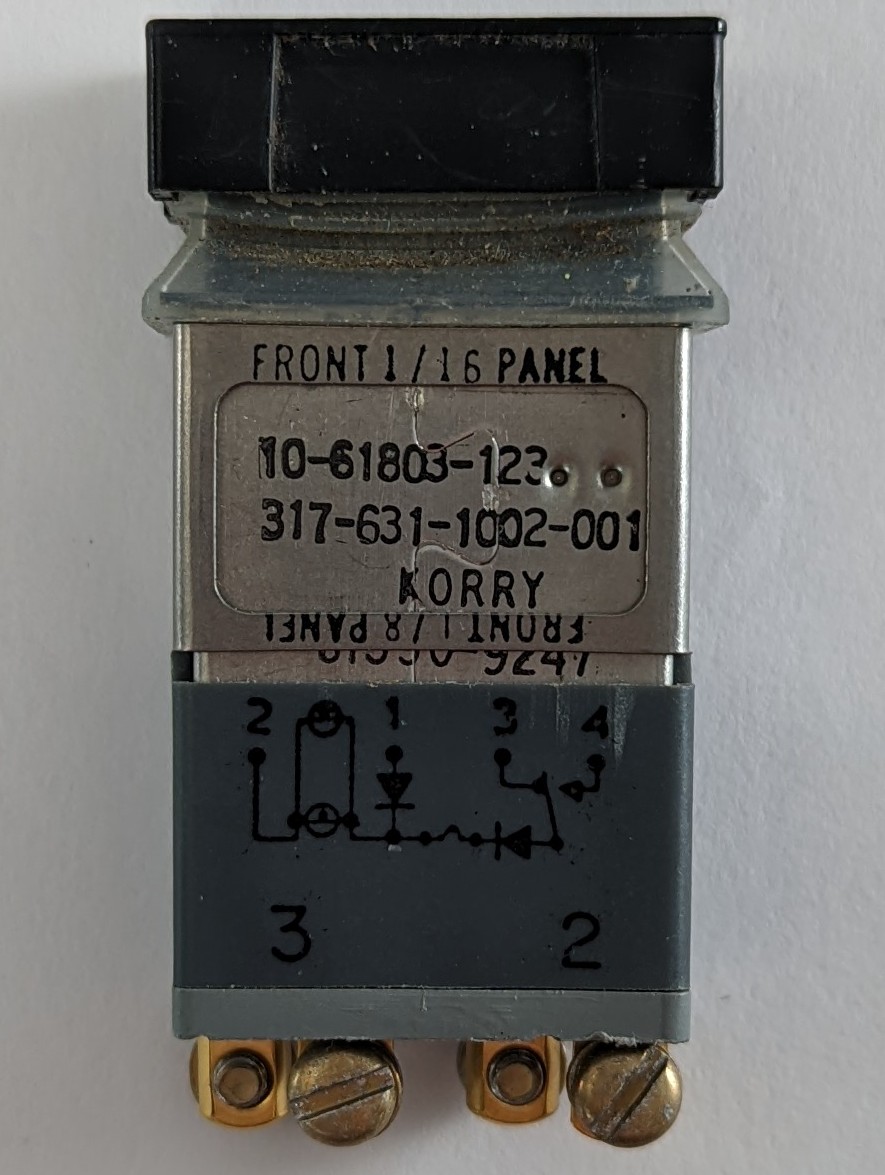 FRONT 1/16 PANEL
10-61803-123
317-631-1002-001
KORRY
FRONT 1/8 PANEL
2 1 3 4
3 2